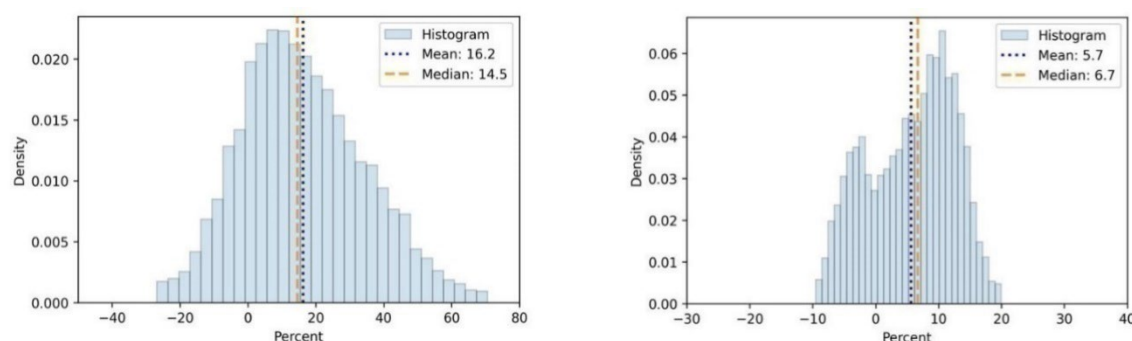 Histogram
Mean: 16.2
Median: 14.5
0.020
0.015
0.010
0.005
0.000
Density
−40 −20 0 20 40 60 80
Percent
Histogram
Mean: 5.7
Median: 6.7
0.06
0.05
0.04
0.03
0.02
0.01
0.00
Density
−30 −20 −10 0 10 20 30 40
Percent